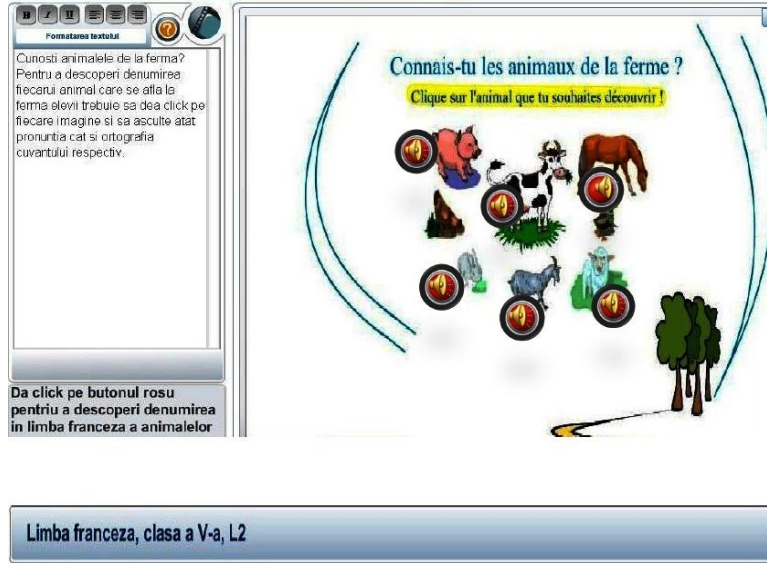 B I U
Formatarea textului
?
Cunosti animalele de la ferma?
Pentru a descoperi denumirea
fiecarui animal care se afla la
ferma elevii trebuie sa dea click pe
fiecare imagine si sa asculte atat
pronuntia cat si ortografia
cuvantului respectiv.
Da click pe butonul rosu
pentriu a descoperi denumirea
in limba franceza a animalelor
Connais-tu les animaux de la ferme ?
Clique sur l'animal que tu souhaites découvrir !
Limba franceza, clasa a V-a, L2